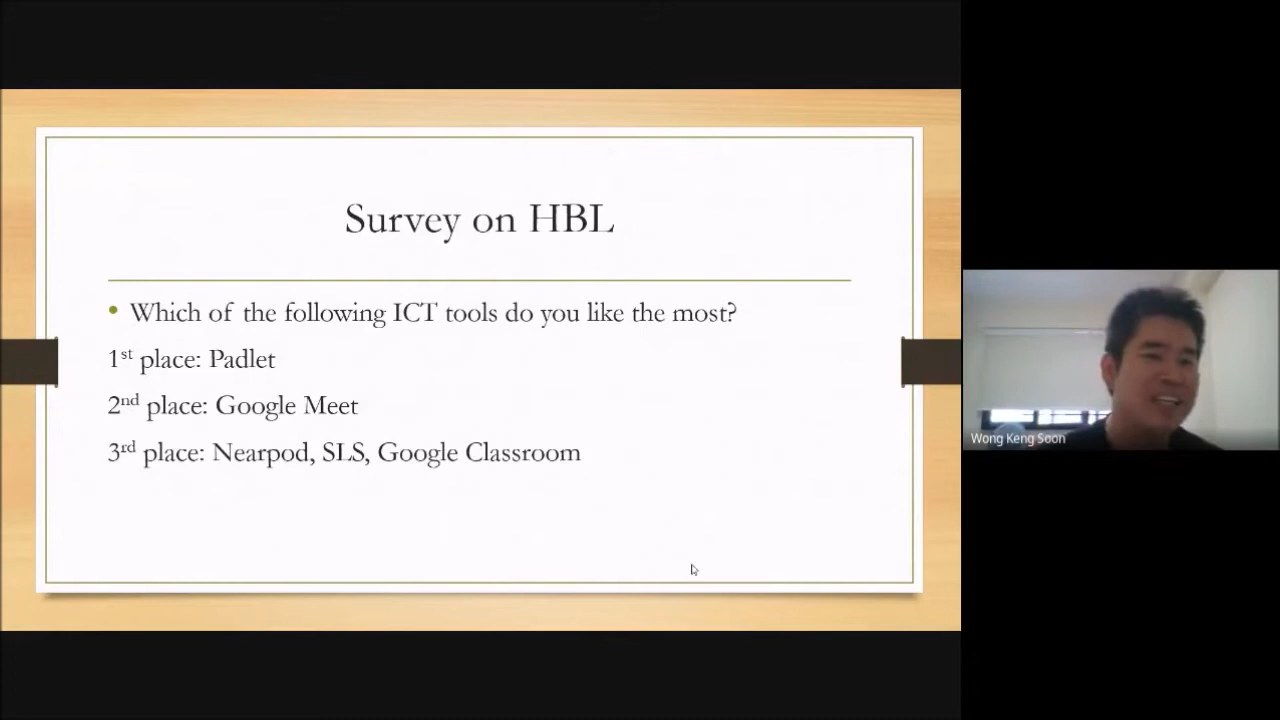 Survey on HBL
• Which of the following ICT tools do you like the most?
1st place: Padlet
2nd place: Google Meet
3rd place: Nearpod, SLS, Google Classroom
Wong Keng Soon